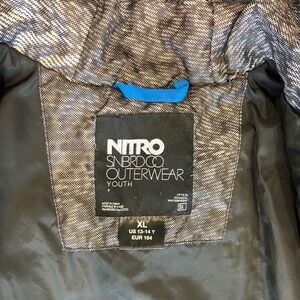 NITRO
SNBRDCO
OUTERWEAR
YOUTH
XL
US 13-14 Y
EUR 164